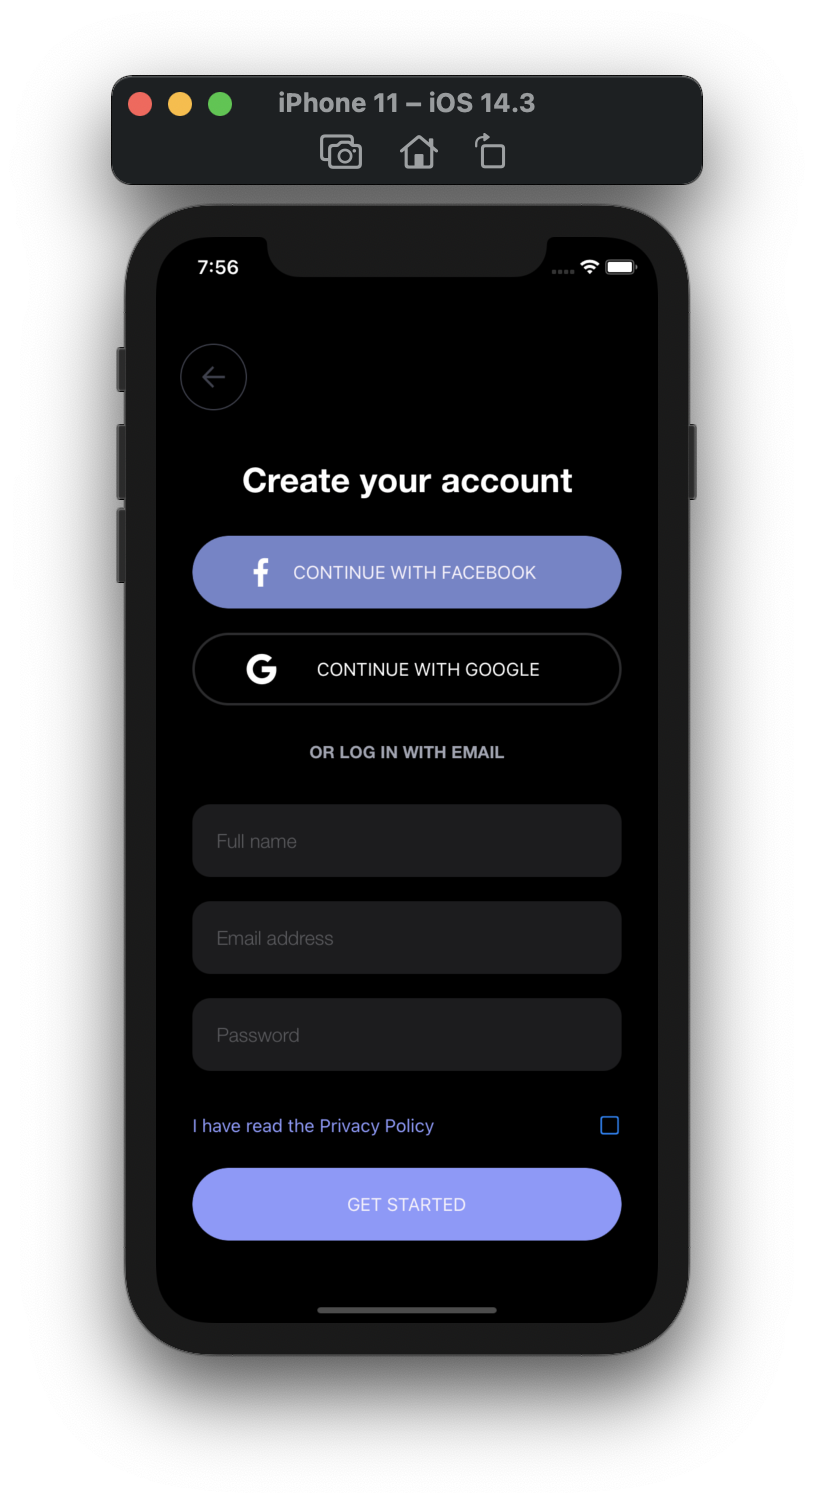 iPhone 11 – iOS 14.3
7:56
Create your account
CONTINUE WITH FACEBOOK
CONTINUE WITH GOOGLE
OR LOG IN WITH EMAIL
Full name
Email address
Password
I have read the Privacy Policy
GET STARTED